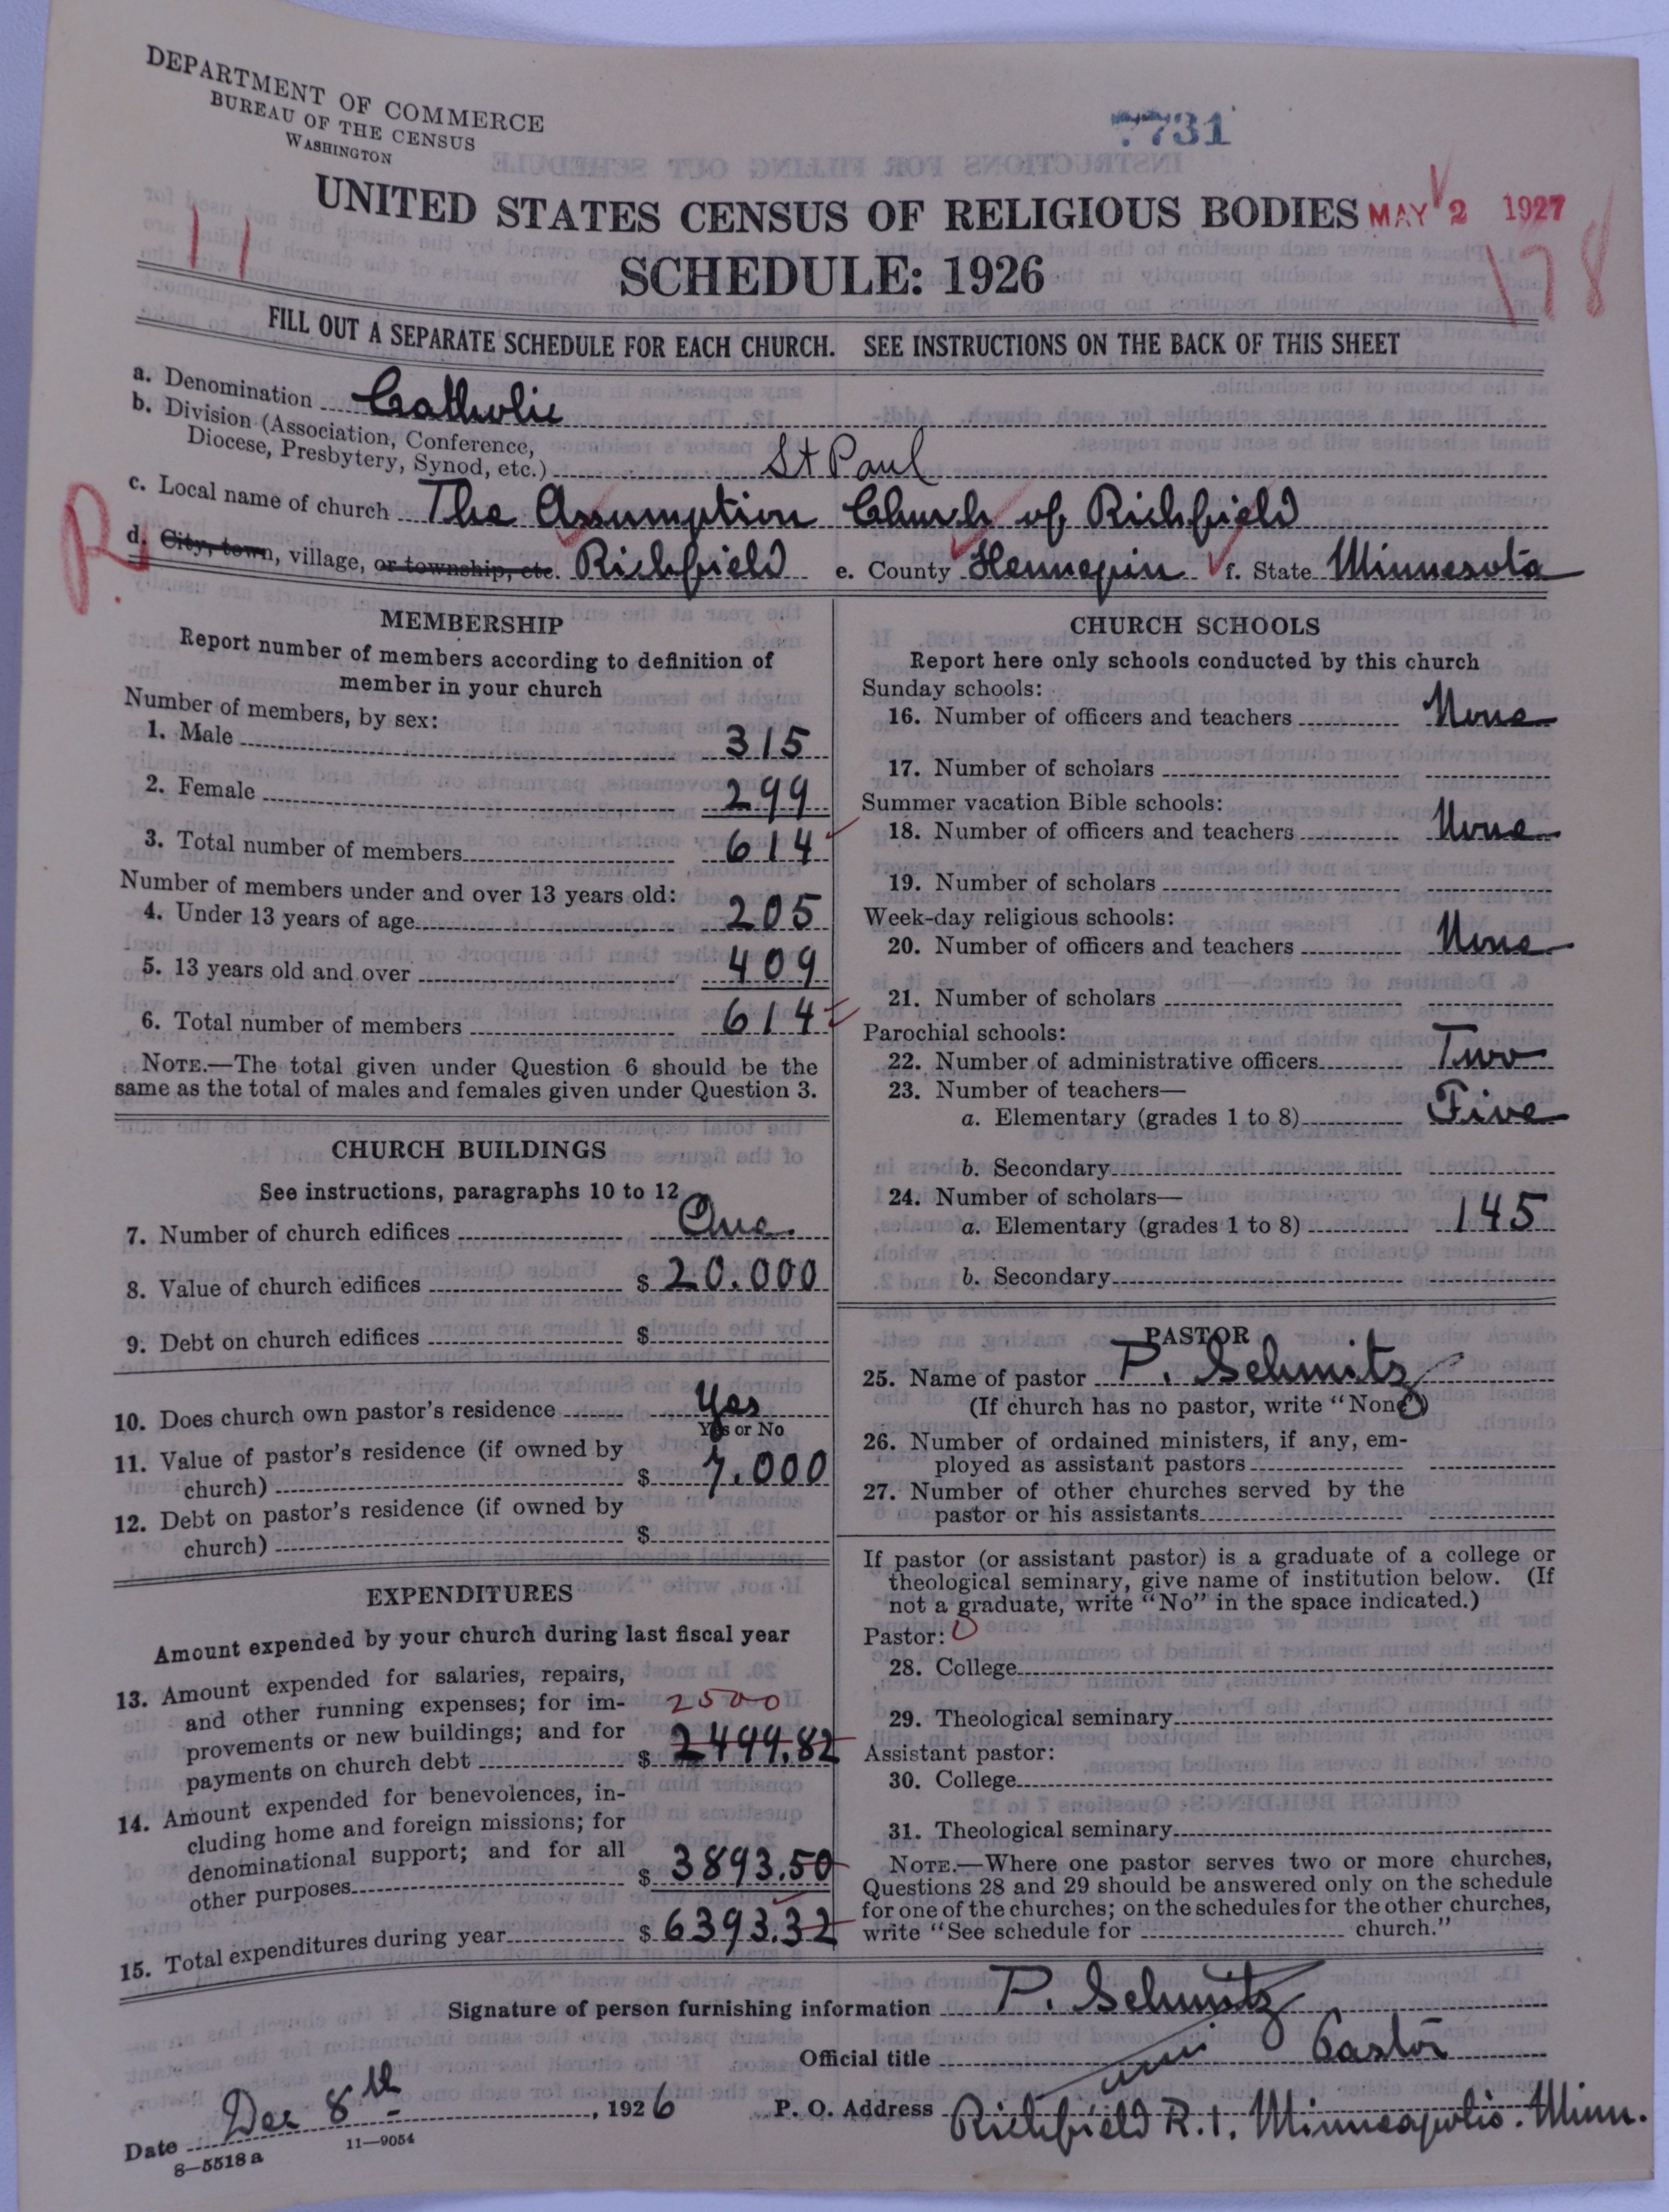 DEPARTMENT OF COMMERCE
BUREAU OF THE CENSUS
WASHINGTON
7731
UNITED STATES CENSUS OF RELIGIOUS BODIES MAY 2 1927
11 SCHEDULE: 1926 178
FILL OUT A SEPARATE SCHEDULE FOR EACH CHURCH. SEE INSTRUCTIONS ON THE BACK OF THIS SHEET
a. Denomination Catholic
b. Division (Association, Conference,
Diocese, Presbytery, Synod, etc.) St Paul
c. Local name of church The Assumption Church of Richfield
R. d. City, town, village, or township, etc. Richfield e. County Hennepin f. State Minnesota
MEMBERSHIP
Report number of members according to definition of
member in your church
Number of members, by sex:
1. Male 315
2. Female 299
3. Total number of members 614
Number of members under and over 13 years old:
4. Under 13 years of age 205
5. 13 years old and over 409
6. Total number of members 614
NOTE.—The total given under Question 6 should be the
same as the total of males and females given under Question 3.
CHURCH BUILDINGS
See instructions, paragraphs 10 to 12
7. Number of church edifices One.
8. Value of church edifices $ 20.000
9. Debt on church edifices $
10. Does church own pastor's residence Yes
Yes or No
11. Value of pastor's residence (if owned by
church) $ 7.000
12. Debt on pastor's residence (if owned by
church) $
EXPENDITURES
Amount expended by your church during last fiscal year
13. Amount expended for salaries, repairs,
and other running expenses; for im- 2500
provements or new buildings; and for
payments on church debt $ 2499.82
14. Amount expended for benevolences, in-
cluding home and foreign missions; for
denominational support; and for all
other purposes $ 3893.50
15. Total expenditures during year $ 6393.32
CHURCH SCHOOLS
Report here only schools conducted by this church
Sunday schools:
16. Number of officers and teachers None
17. Number of scholars
Summer vacation Bible schools:
18. Number of officers and teachers None
19. Number of scholars
Week-day religious schools:
20. Number of officers and teachers None
21. Number of scholars
Parochial schools:
22. Number of administrative officers Two
23. Number of teachers—
a. Elementary (grades 1 to 8) Five
b. Secondary
24. Number of scholars—
a. Elementary (grades 1 to 8) 145
b. Secondary
PASTOR
25. Name of pastor P. Schmitz
(If church has no pastor, write "None")
26. Number of ordained ministers, if any, em-
ployed as assistant pastors
27. Number of other churches served by the
pastor or his assistants
If pastor (or assistant pastor) is a graduate of a college or
theological seminary, give name of institution below. (If
not a graduate, write "No" in the space indicated.)
Pastor: 0
28. College
29. Theological seminary
Assistant pastor:
30. College
31. Theological seminary
NOTE.—Where one pastor serves two or more churches,
Questions 28 and 29 should be answered only on the schedule
for one of the churches; on the schedules for the other churches,
write "See schedule for church."
Signature of person furnishing information P. Schmitz
Official title Pastor
Date Dec 8th, 1926 P. O. Address Richfield R.1. Minneapolis. Minn.
8—5518 a 11—9054